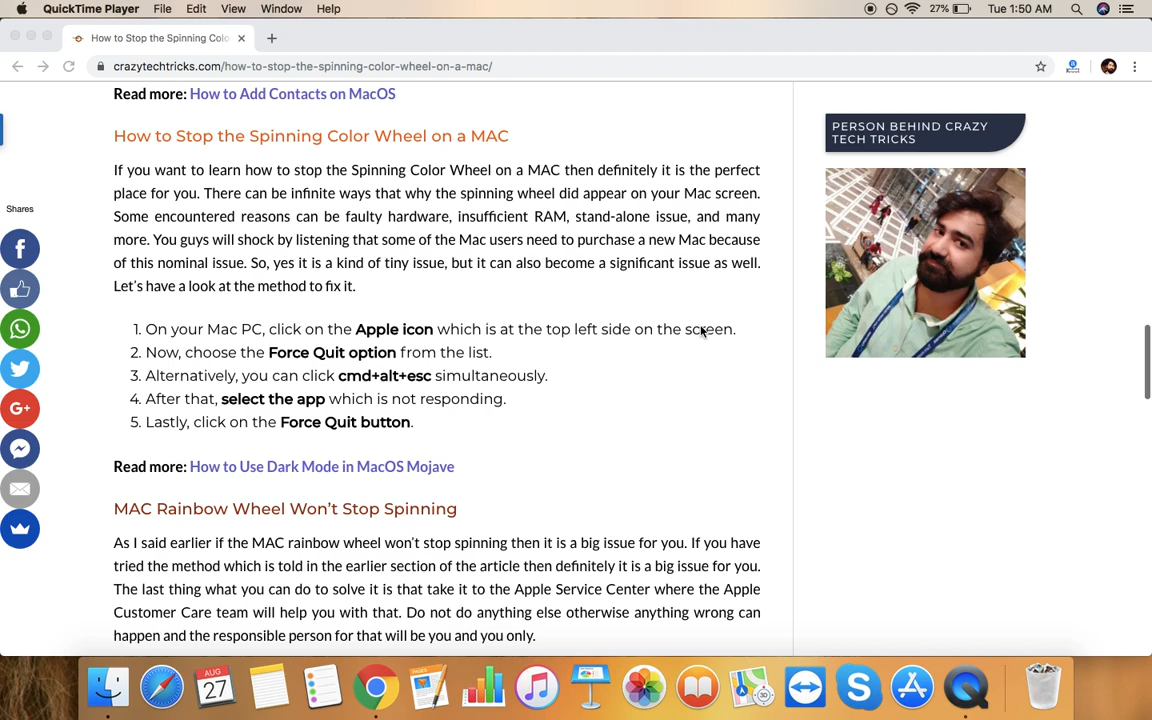 QuickTime Player File Edit View Window Help 27% Tue 1:50 AM
How to Stop the Spinning Colo
crazytechtricks.com/how-to-stop-the-spinning-color-wheel-on-a-mac/
Read more: How to Add Contacts on MacOS
How to Stop the Spinning Color Wheel on a MAC
If you want to learn how to stop the Spinning Color Wheel on a MAC then definitely it is the perfect
place for you. There can be infinite ways that why the spinning wheel did appear on your Mac screen.
Some encountered reasons can be faulty hardware, insufficient RAM, stand-alone issue, and many
more. You guys will shock by listening that some of the Mac users need to purchase a new Mac because
of this nominal issue. So, yes it is a kind of tiny issue, but it can also become a significant issue as well.
Let's have a look at the method to fix it.
1. On your Mac PC, click on the Apple icon which is at the top left side on the screen.
2. Now, choose the Force Quit option from the list.
3. Alternatively, you can click cmd+alt+esc simultaneously.
4. After that, select the app which is not responding.
5. Lastly, click on the Force Quit button.
Read more: How to Use Dark Mode in MacOS Mojave
MAC Rainbow Wheel Won't Stop Spinning
As I said earlier if the MAC rainbow wheel won't stop spinning then it is a big issue for you. If you have
tried the method which is told in the earlier section of the article then definitely it is a big issue for you.
The last thing what you can do to solve it is that take it to the Apple Service Center where the Apple
Customer Care team will help you with that. Do not do anything else otherwise anything wrong can
happen and the responsible person for that will be you and you only.
Shares
G+
PERSON BEHIND CRAZY
TECH TRICKS
AUG
27
PAGES
3D
S